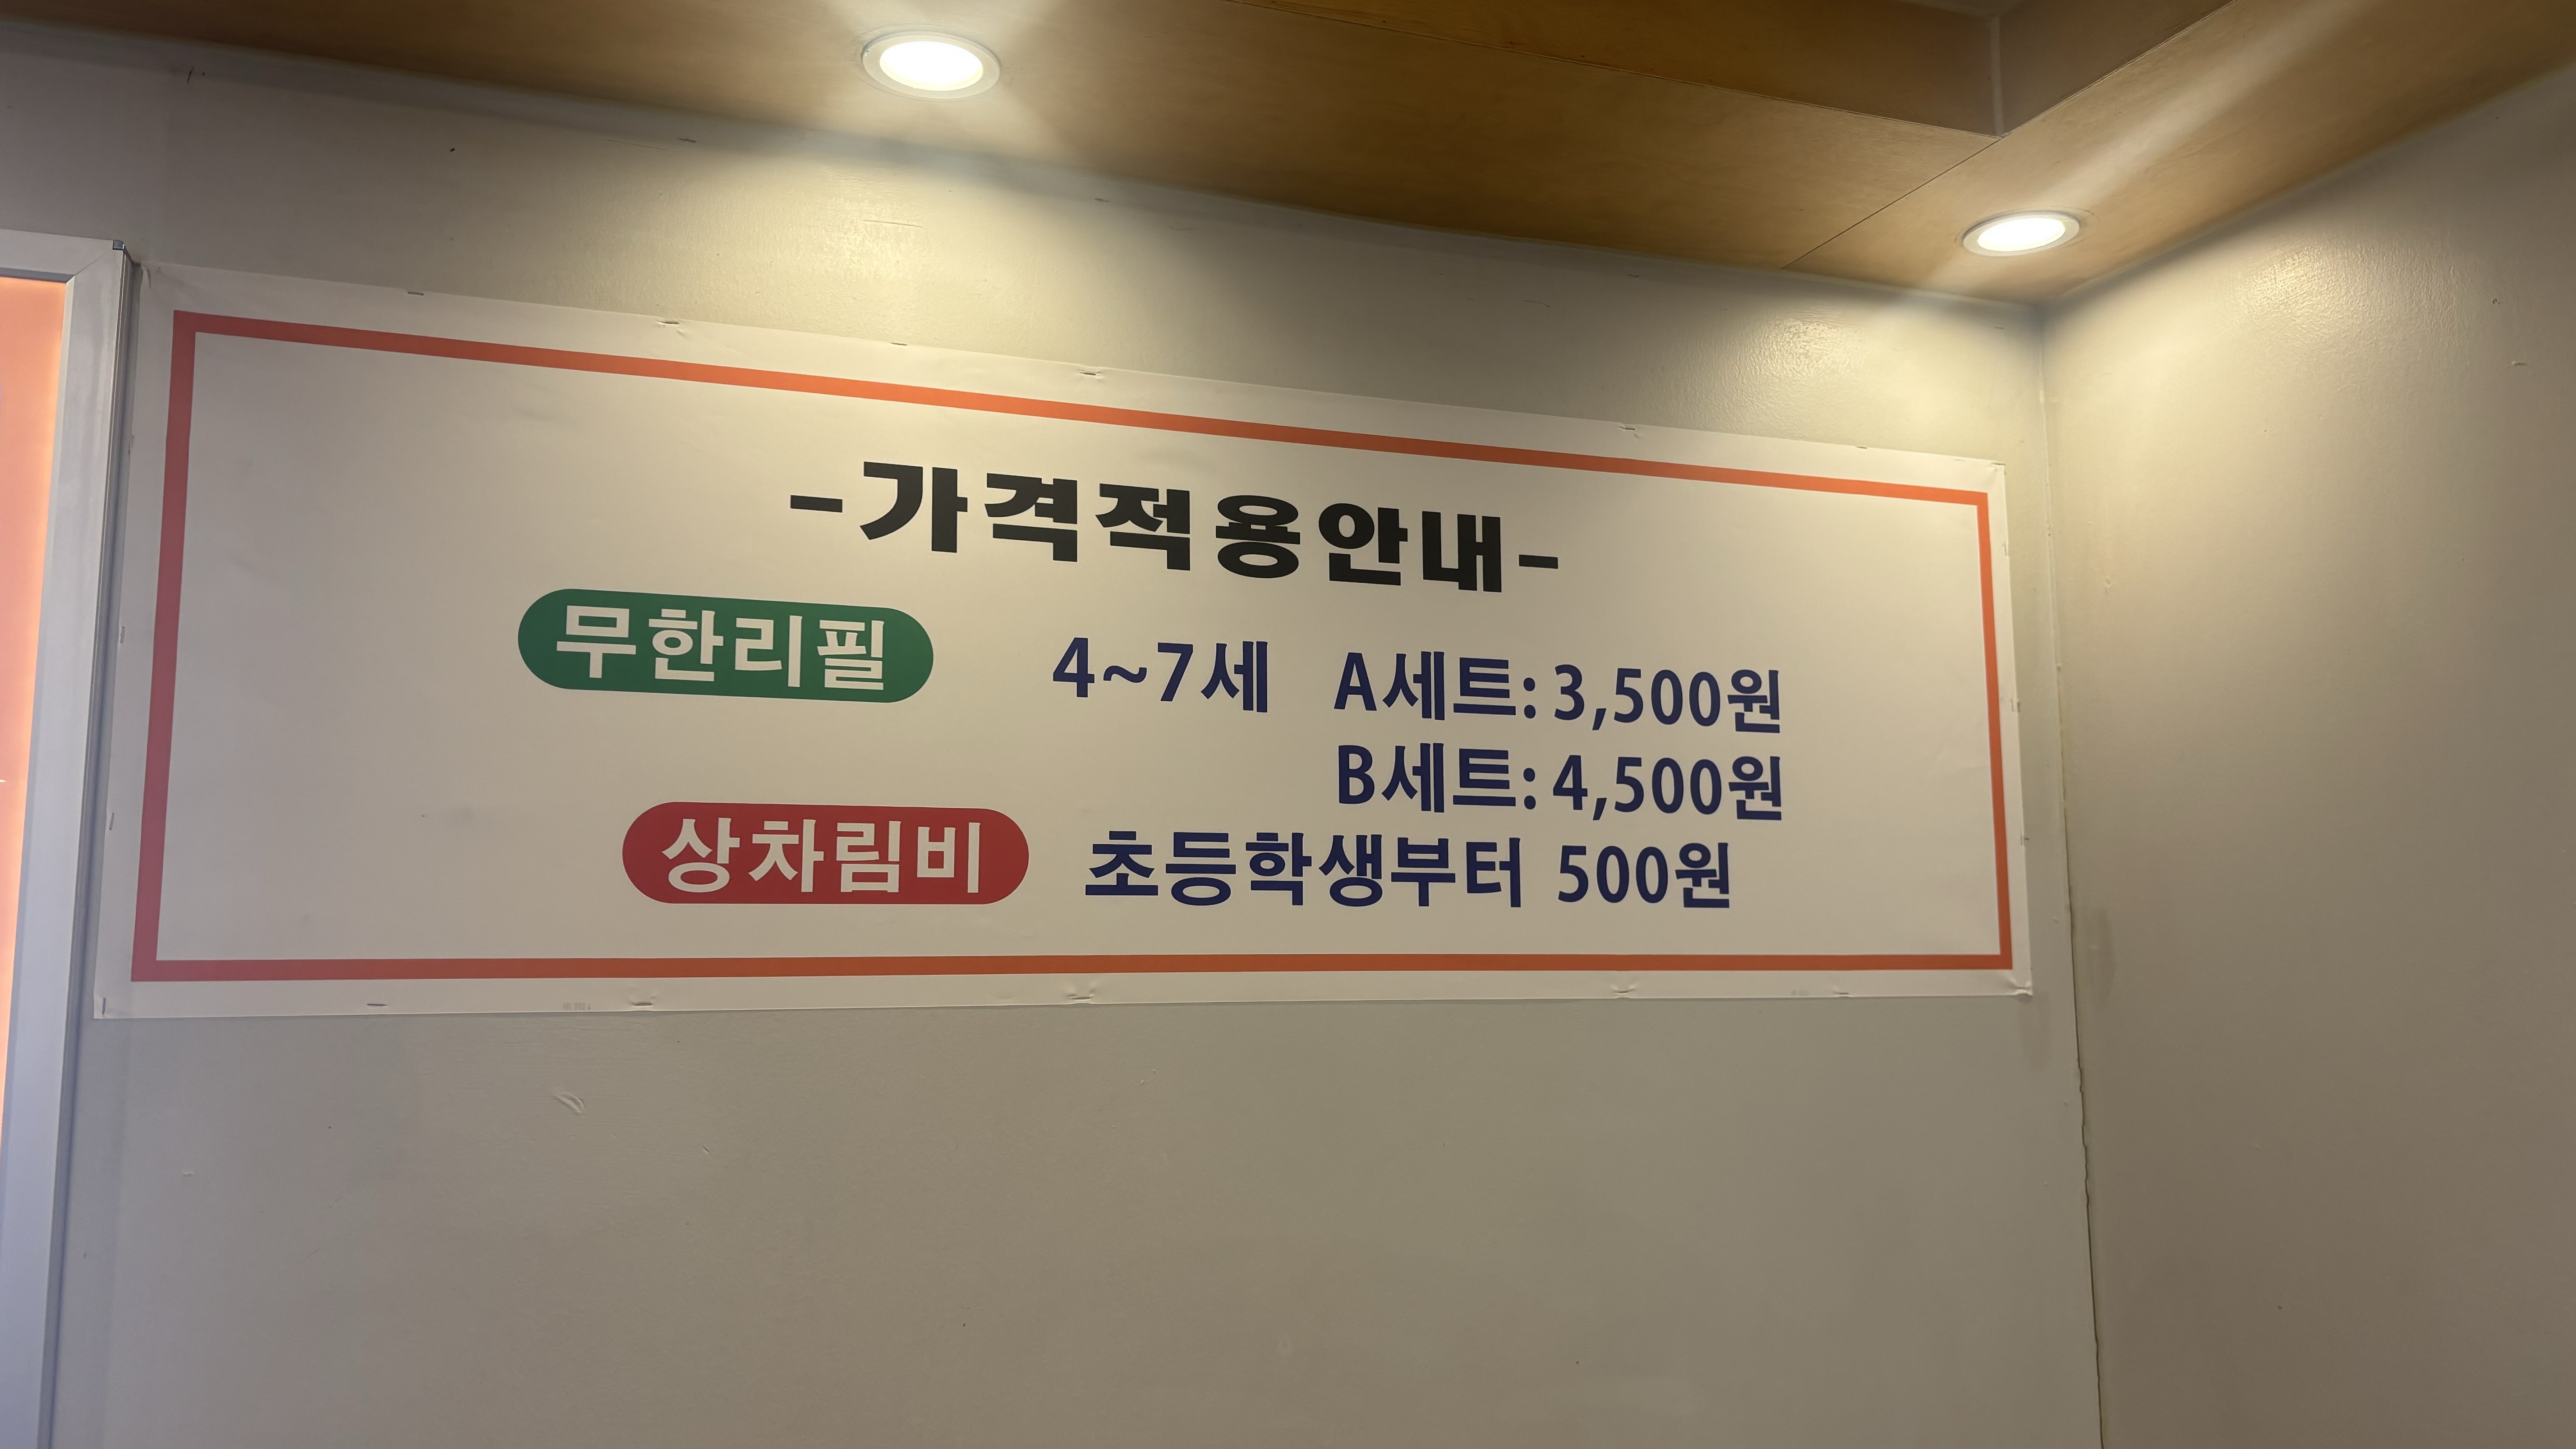 -가격적용안내-
무한리필 4~7세 A세트: 3,500원
B세트: 4,500원
상차림비 초등학생부터 500원